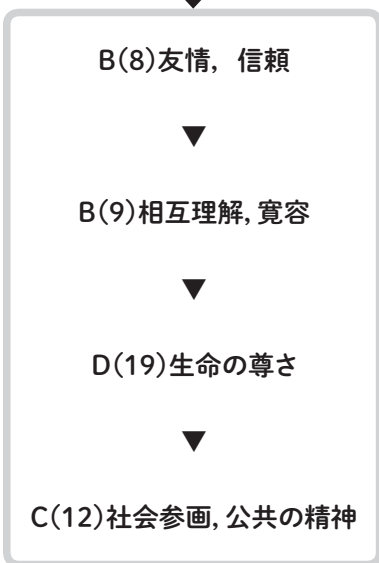 B(8)友情，信頼
▼
B(9)相互理解，寛容
▼
D(19)生命の尊さ
▼
C(12)社会参画，公共の精神